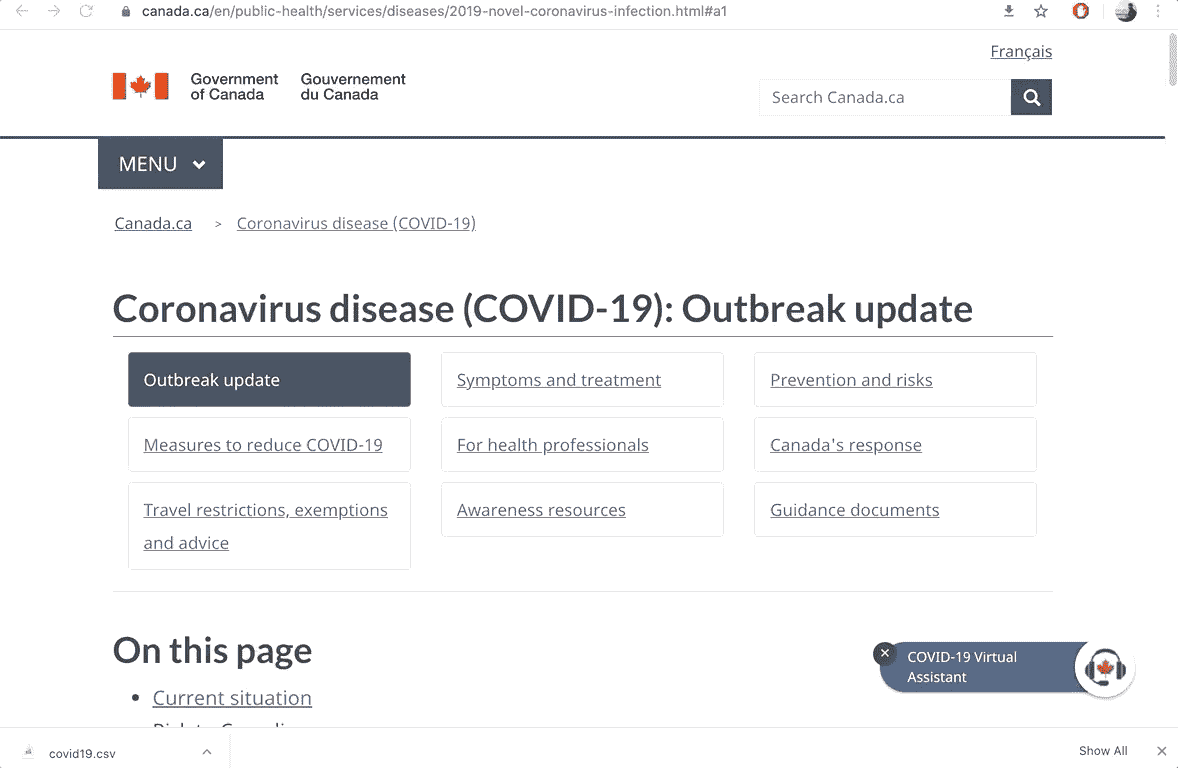 canada.ca/en/public-health/services/diseases/2019-novel-coronavirus-infection.html#a1
Français
Government
of Canada
Gouvernement
du Canada
Search Canada.ca
MENU
Canada.ca > Coronavirus disease (COVID-19)
Coronavirus disease (COVID-19): Outbreak update
Outbreak update
Symptoms and treatment
Prevention and risks
Measures to reduce COVID-19
For health professionals
Canada's response
Travel restrictions, exemptions
and advice
Awareness resources
Guidance documents
On this page
• Current situation
COVID-19 Virtual
Assistant
covid19.csv
Show All